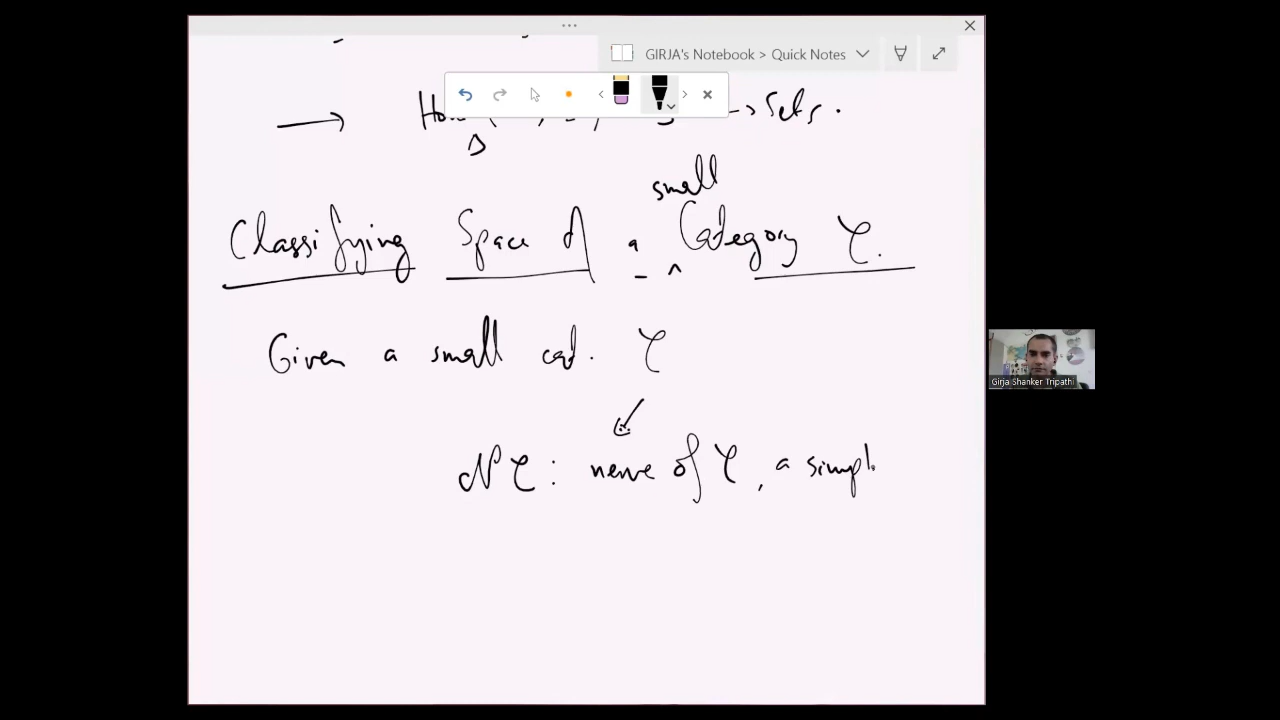 GIRJA's Notebook > Quick Notes
→ Hom Δ → Sets.
small
Classifying Space of a ^ Category 𝒞.
Given a small cat. 𝒞
N𝒞 : nerve of 𝒞, a simpl
Girja Shanker Tripathi